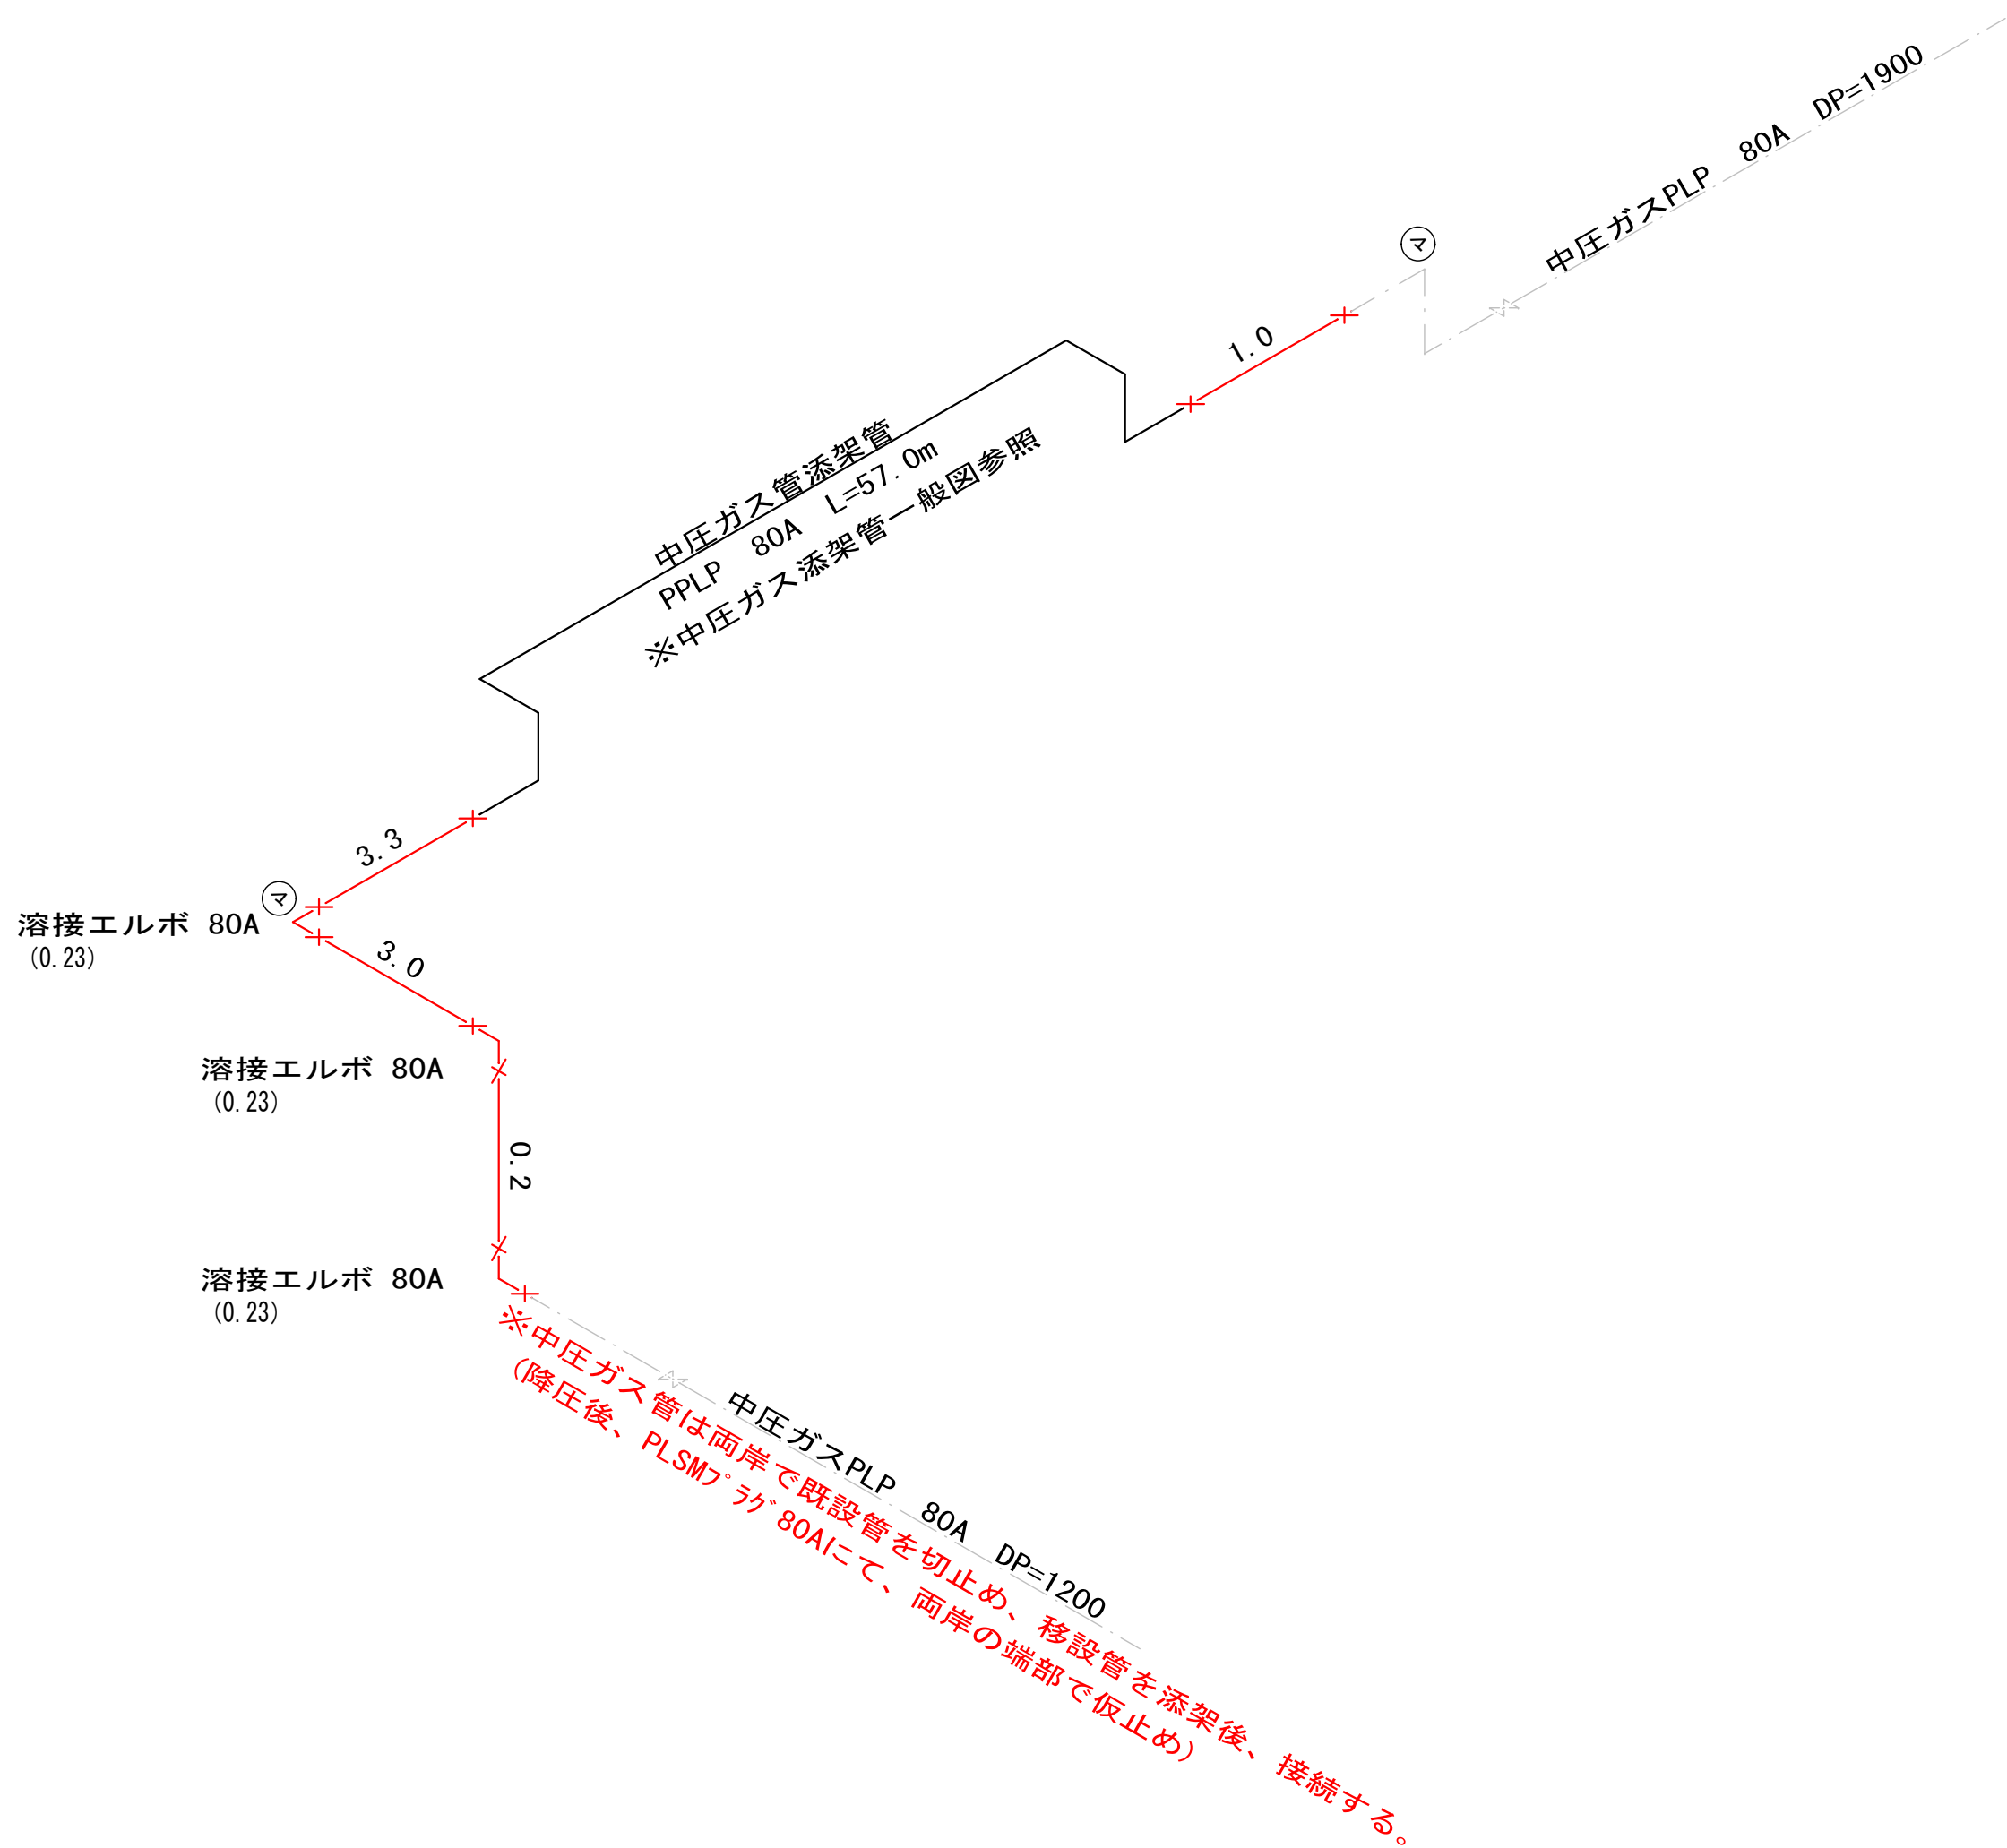 中圧ガスPLP　80A　DP=1900
マ
1.0
中圧ガス管添架管
PPLP　80A　L=57.0m
※中圧ガス添架管一般図参照
3.3
マ
溶接エルボ 80A
(0.23)
3.0
溶接エルボ 80A
(0.23)
0.2
溶接エルボ 80A
(0.23)
中圧ガスPLP　80A　DP=1200
※中圧ガス管は両岸で既設管を切止め、移設管を添架後、接続する。
（降圧後、PLSMﾌﾟﾗｸﾞ80Aにて、両岸の端部で仮止め）